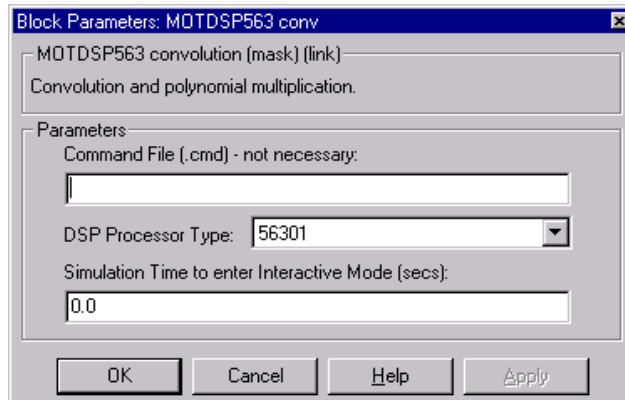 Block Parameters: MOTDSP563 conv
MOTDSP563 convolution (mask) (link)
Convolution and polynomial multiplication.
Parameters
Command File (.cmd) - not necessary:
DSP Processor Type: 56301
Simulation Time to enter Interactive Mode (secs):
0.0
OK Cancel Help Apply